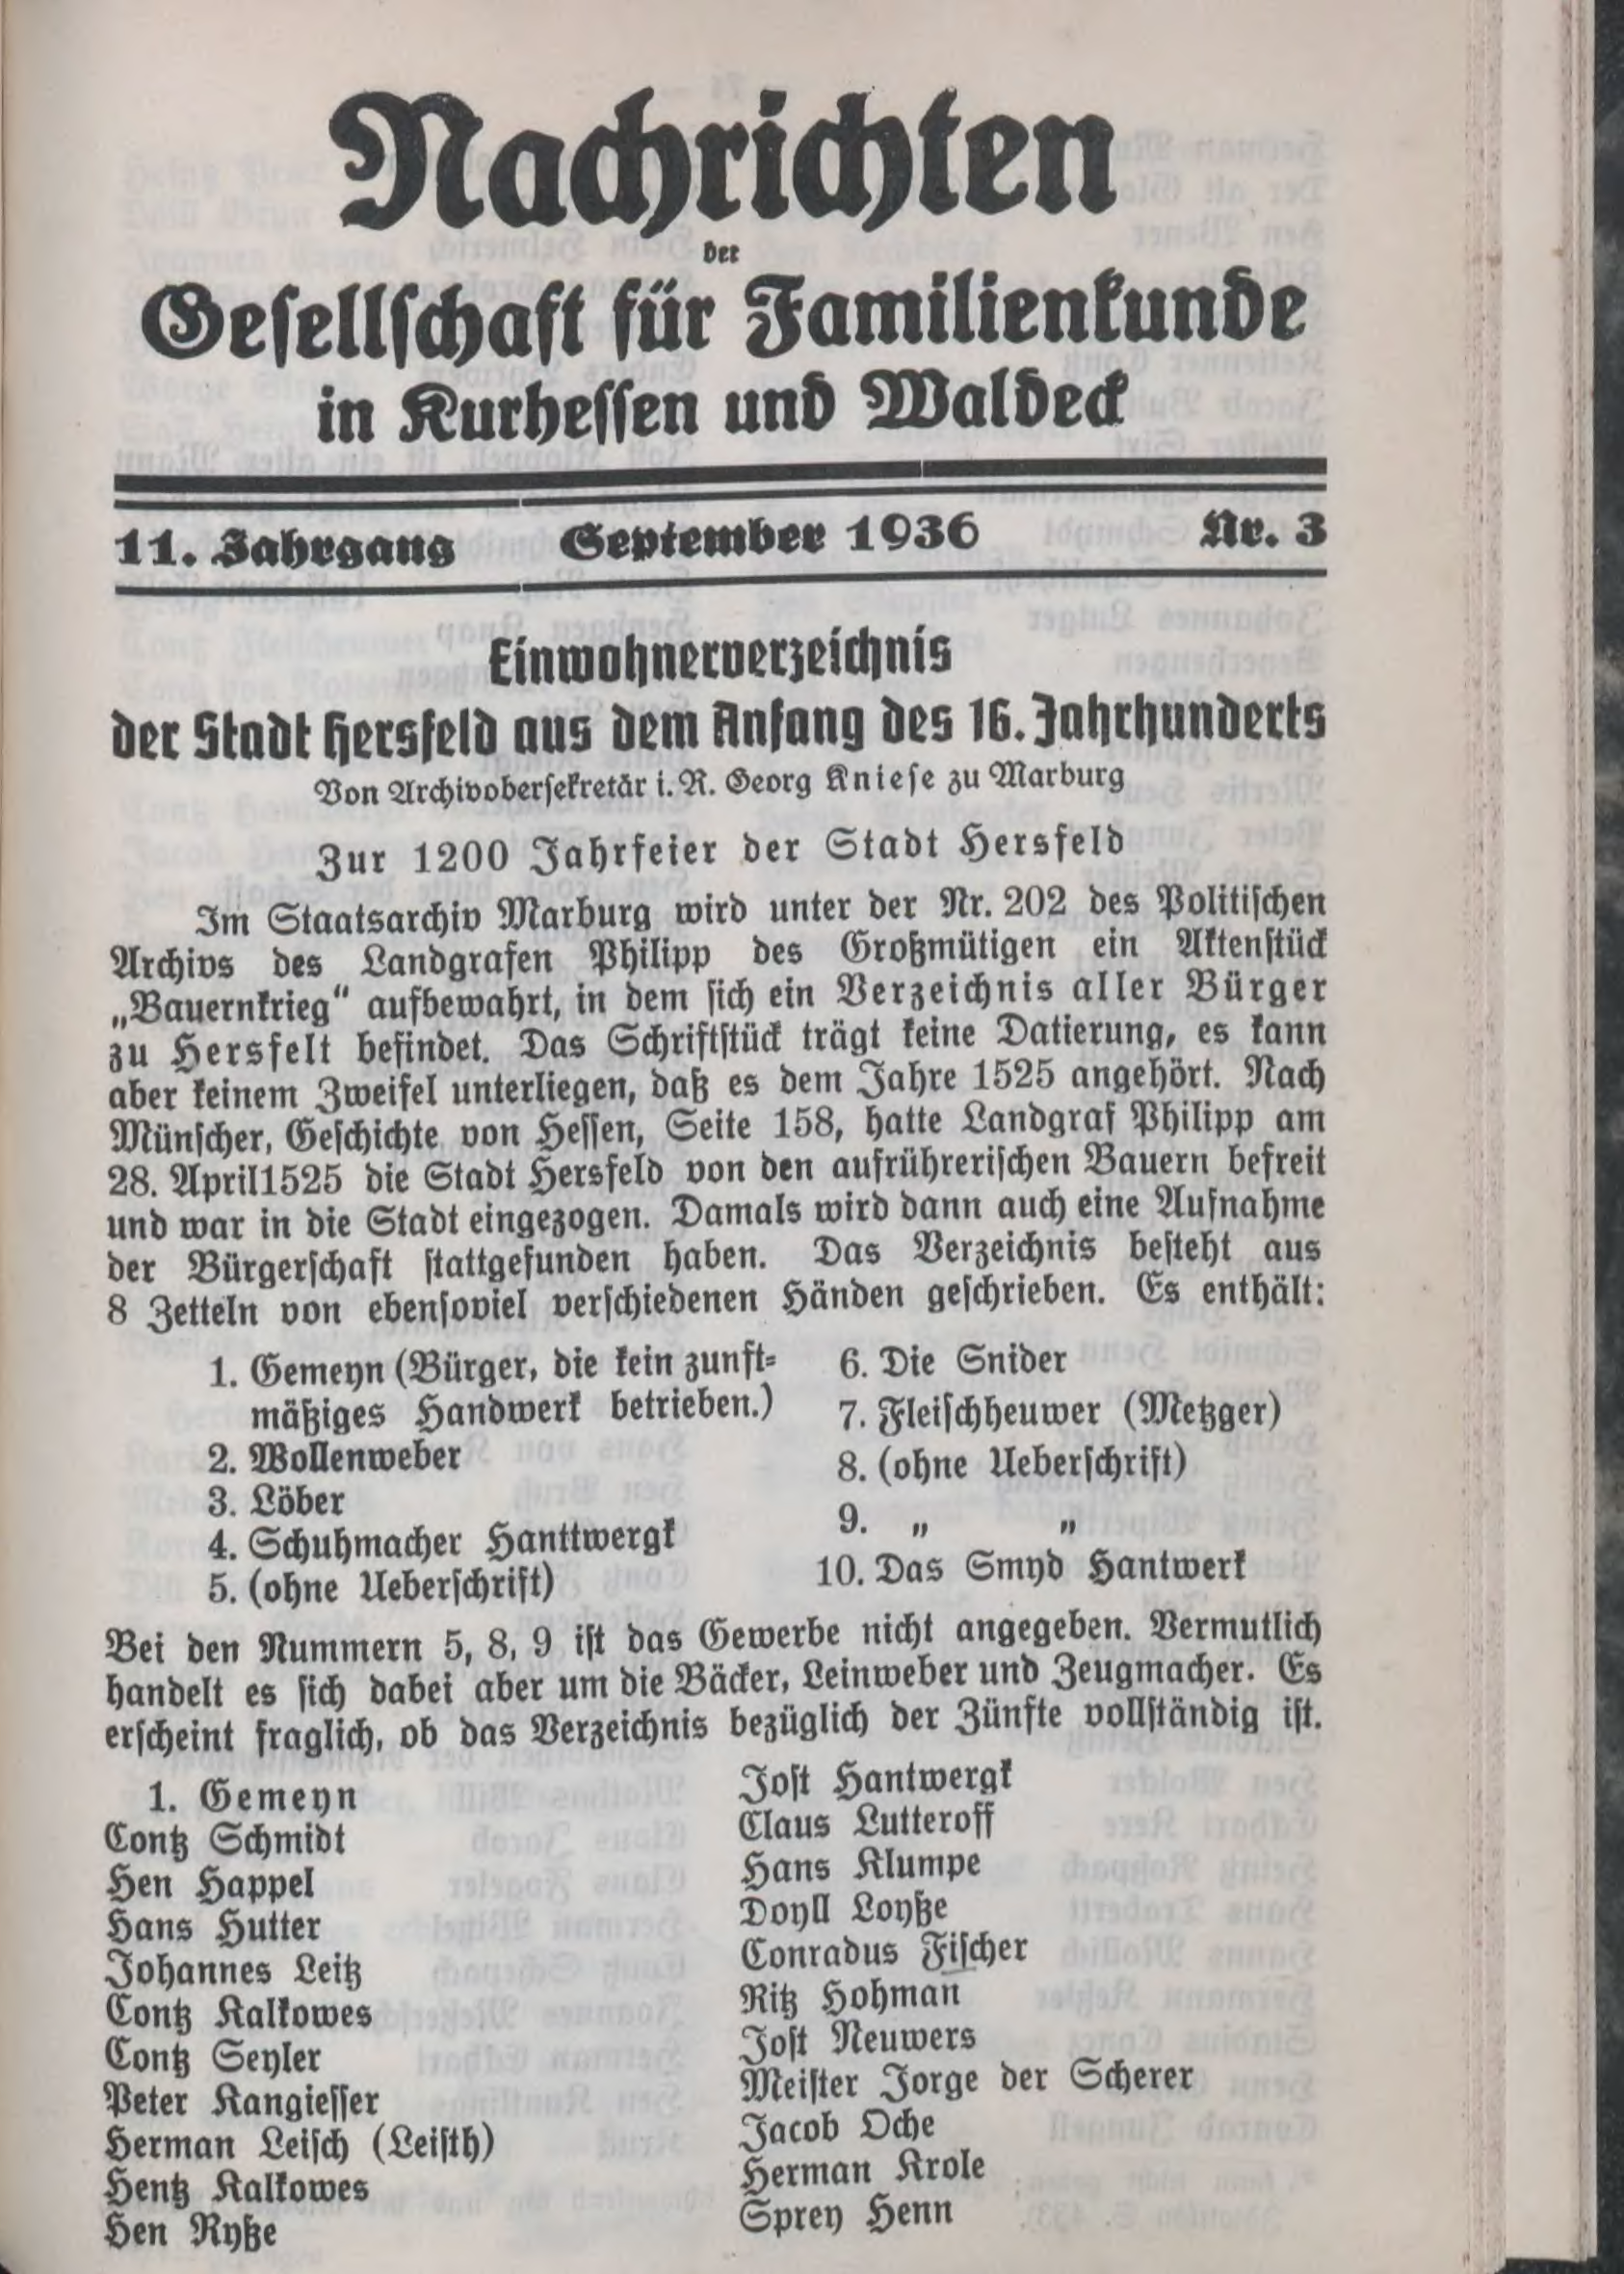 Nachrichten
der
Gesellschaft für Familienkunde
in Kurhessen und Waldeck
11. Jahrgang September 1936 Nr. 3
Einwohnerverzeichnis
der Stadt Hersfeld aus dem Anfang des 16. Jahrhunderts
Von Archivobersekretär i. R. Georg Kniese zu Marburg
Zur 1200 Jahrfeier der Stadt Hersfeld
Im Staatsarchiv Marburg wird unter der Nr. 202 des Politischen
Archivs des Landgrafen Philipp des Großmütigen ein Aktenstück
„Bauernkrieg“ aufbewahrt, in dem sich ein Verzeichnis aller Bürger
zu Hersfelt befindet. Das Schriftstück trägt keine Datierung, es kann
aber keinem Zweifel unterliegen, daß es dem Jahre 1525 angehört. Nach
Münscher, Geschichte von Hessen, Seite 158, hatte Landgraf Philipp am
28. April1525 die Stadt Hersfeld von den aufrührerischen Bauern befreit
und war in die Stadt eingezogen. Damals wird dann auch eine Aufnahme
der Bürgerschaft stattgefunden haben. Das Verzeichnis besteht aus
8 Zetteln von ebensoviel verschiedenen Händen geschrieben. Es enthält:
1. Gemeyn (Bürger, die kein zunft-
mäßiges Handwerk betrieben.)
2. Wollenweber
3. Löber
4. Schuhmacher Hanttwergk
5. (ohne Ueberschrift)
6. Die Snider
7. Fleischheuwer (Metzger)
8. (ohne Ueberschrift)
9. „ „
10. Das Smyd Hantwerk
Bei den Nummern 5, 8, 9 ist das Gewerbe nicht angegeben. Vermutlich
handelt es sich dabei aber um die Bäcker, Leinweber und Zeugmacher. Es
erscheint fraglich, ob das Verzeichnis bezüglich der Zünfte vollständig ist.
1. Gemeyn
Contz Schmidt
Hen Happel
Hans Hutter
Johannes Leitz
Contz Kalkowes
Contz Seyler
Peter Kangiesser
Herman Leisch (Leisth)
Hentz Kalkowes
Hen Ryße
Jost Hantwergk
Claus Lutteroff
Hans Klumpe
Doyll Loyße
Conradus Fischer
Ritz Hohman
Jost Neuwers
Meister Jorge der Scherer
Jacob Oche
Herman Krole
Sprey Henn